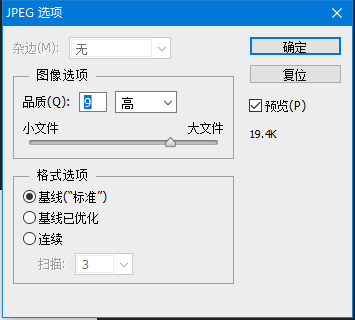 JPEG 选项
杂边(M): 无
确定
图像选项
复位
品质(Q): 9 高
预览(P)
小文件 大文件
19.4K
格式选项
基线("标准")
基线已优化
连续
扫描: 3